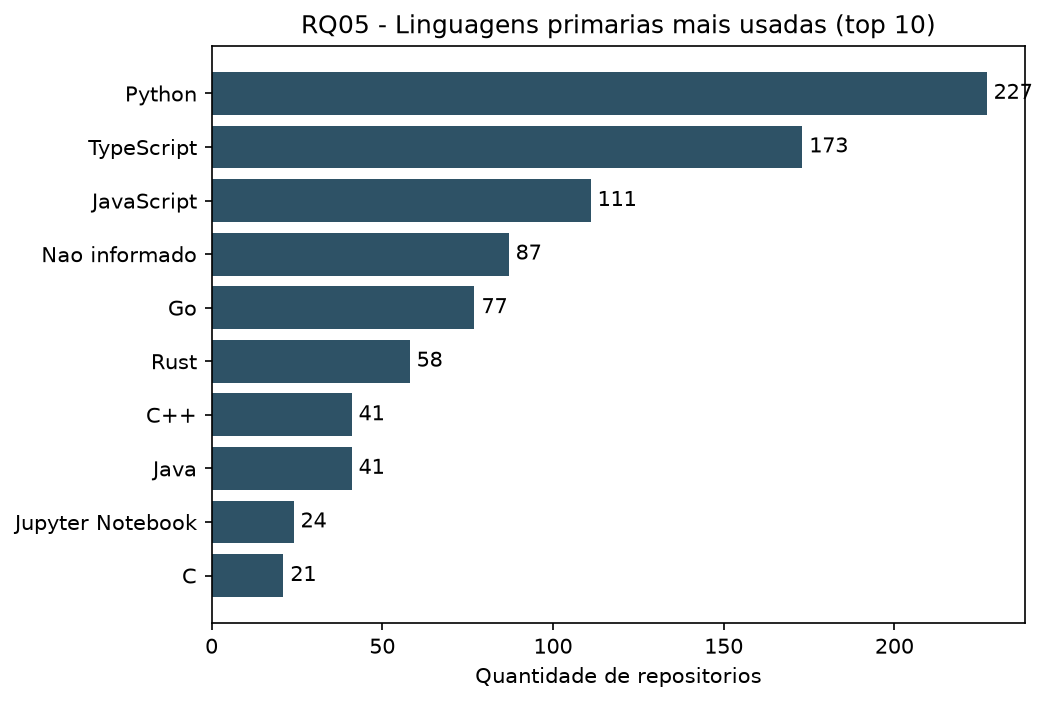 RQ05 - Linguagens primarias mais usadas (top 10)
Python 227
TypeScript 173
JavaScript 111
Nao informado 87
Go 77
Rust 58
C++ 41
Java 41
Jupyter Notebook 24
C 21
0 50 100 150 200
Quantidade de repositorios